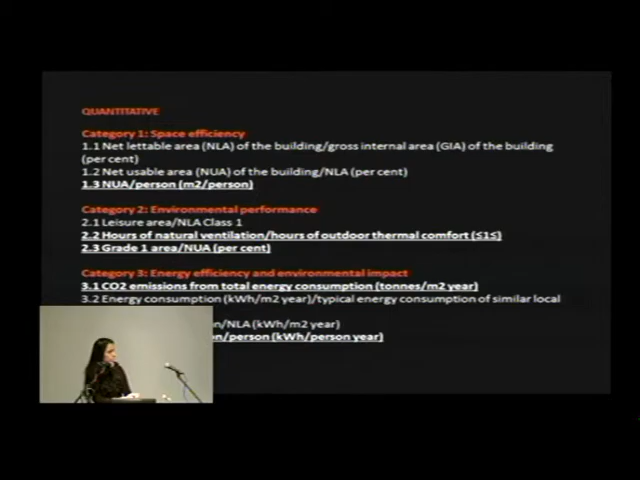 QUANTITATIVE
Category 1: Space efficiency
1.1 Net lettable area (NLA) of the building/gross internal area (GIA) of the building
(per cent)
1.2 Net usable area (NUA) of the building/NLA (per cent)
1.3 NUA/person (m2/person)
Category 2: Environmental performance
2.1 Leisure area/NLA Class 1
2.2 Hours of natural ventilation/hours of outdoor thermal comfort (≤1≤)
2.3 Grade 1 area/NUA (per cent)
Category 3: Energy efficiency and environmental impact
3.1 CO2 emissions from total energy consumption (tonnes/m2 year)
3.2 Energy consumption (kWh/m2 year)/typical energy consumption of similar local
/NLA (kWh/m2 year)
/person (kWh/person year)